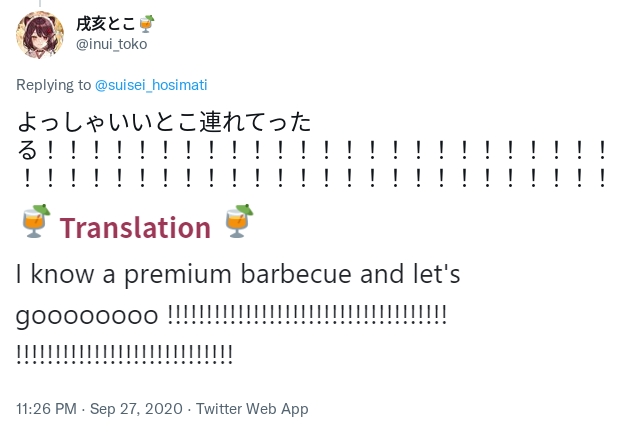 戌亥とこ🍹
@inui_toko
Replying to @suisei_hosimati
よっしゃいいとこ連れてった
る！！！！！！！！！！！！！！！！！！！！！！！！！
！！！！！！！！！！！！！！！！！！！！！！！！！！
🍹 Translation 🍹
I know a premium barbecue and let's
goooooooo !!!!!!!!!!!!!!!!!!!!!!!!!!!!!!!!!!!!
!!!!!!!!!!!!!!!!!!!!!!!!!!!!
11:26 PM · Sep 27, 2020 · Twitter Web App